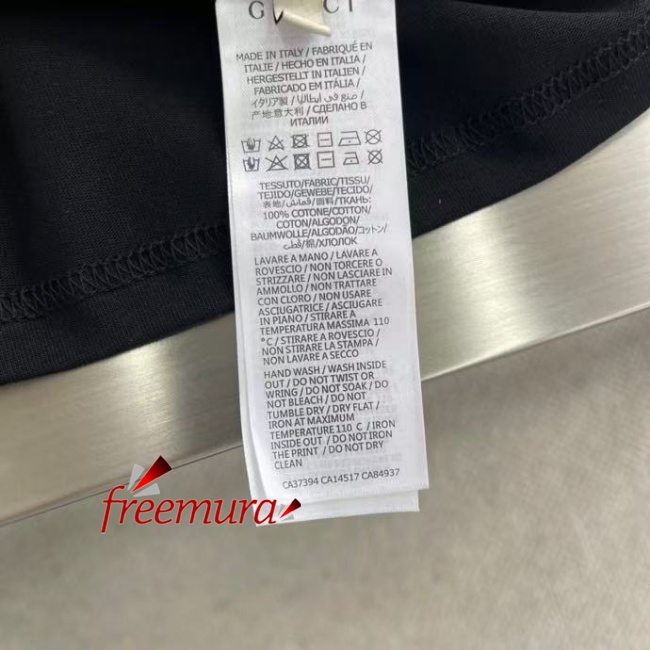 MADE IN ITALY / FABRIQUÉ EN
ITALIE / HECHO EN ITALIA /
HERGESTELLT IN ITALIEN /
FABRICADO EM ITALIA /
イタリア製 / صنع في إيطاليا /
产地:意大利 / СДЕЛАНО В
ИТАЛИИ
TESSUTO/FABRIC/TISSU/
TEJIDO/GEWEBE/TECIDO/
表地/قماش/面料/ТКАНЬ:
100% COTONE/COTTON/
COTON/ALGODON/
BAUMWOLLE/ALGODÃO/コットン/
قطن/棉/ХЛОПОК
LAVARE A MANO / LAVARE A
ROVESCIO / NON TORCERE O
STRIZZARE / NON LASCIARE IN
AMMOLLO / NON TRATTARE
CON CLORO / NON USARE
ASCIUGATRICE / ASCIUGARE
IN PIANO / STIRARE A
TEMPERATURA MASSIMA 110
°C / STIRARE A ROVESCIO /
NON STIRARE LA STAMPA /
NON LAVARE A SECCO
HAND WASH / WASH INSIDE
OUT / DO NOT TWIST OR
WRING / DO NOT SOAK / DO
NOT BLEACH / DO NOT
TUMBLE DRY / DRY FLAT /
IRON AT MAXIMUM
TEMPERATURE 110 C / IRON
INSIDE OUT / DO NOT IRON
THE PRINT / DO NOT DRY
CLEAN
CA37394 CA14517 CA84937
freemura